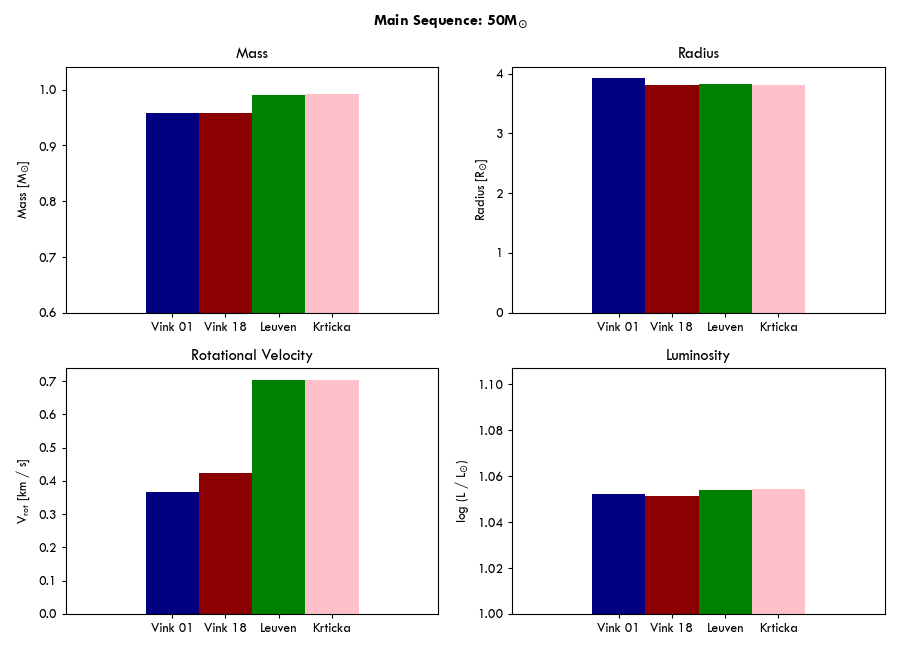 Main Sequence: 50M☉
Mass
Mass [M☉]
1.0
0.9
0.8
0.7
0.6
Vink 01 Vink 18 Leuven Krticka
Radius
Radius [R☉]
4
3
2
1
0
Vink 01 Vink 18 Leuven Krticka
Rotational Velocity
Vrot [km / s]
0.7
0.6
0.5
0.4
0.3
0.2
0.1
0.0
Vink 01 Vink 18 Leuven Krticka
Luminosity
log (L / L☉)
1.10
1.08
1.06
1.04
1.02
1.00
Vink 01 Vink 18 Leuven Krticka